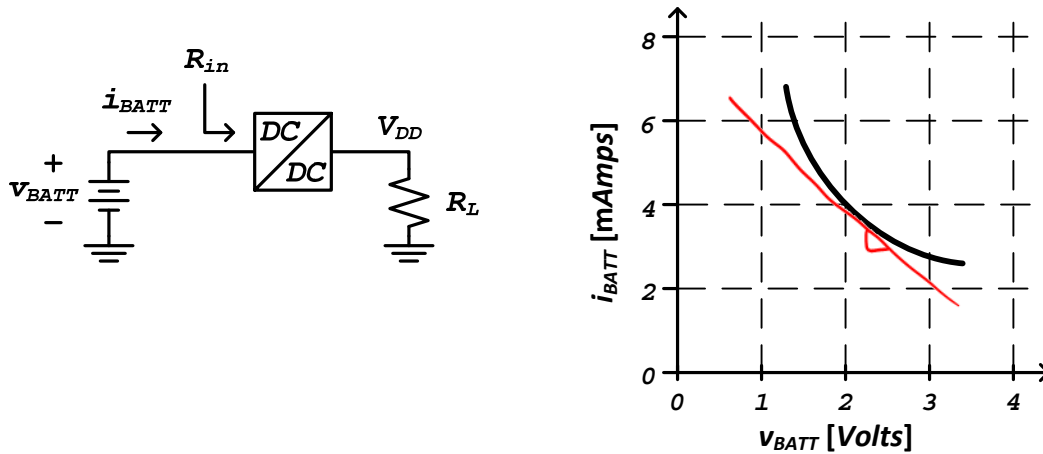 R_in
i_BATT
DC
DC
V_DD
+
v_BATT
−
R_L
8
6
4
2
0
i_BATT [mAmps]
0 1 2 3 4
v_BATT [Volts]